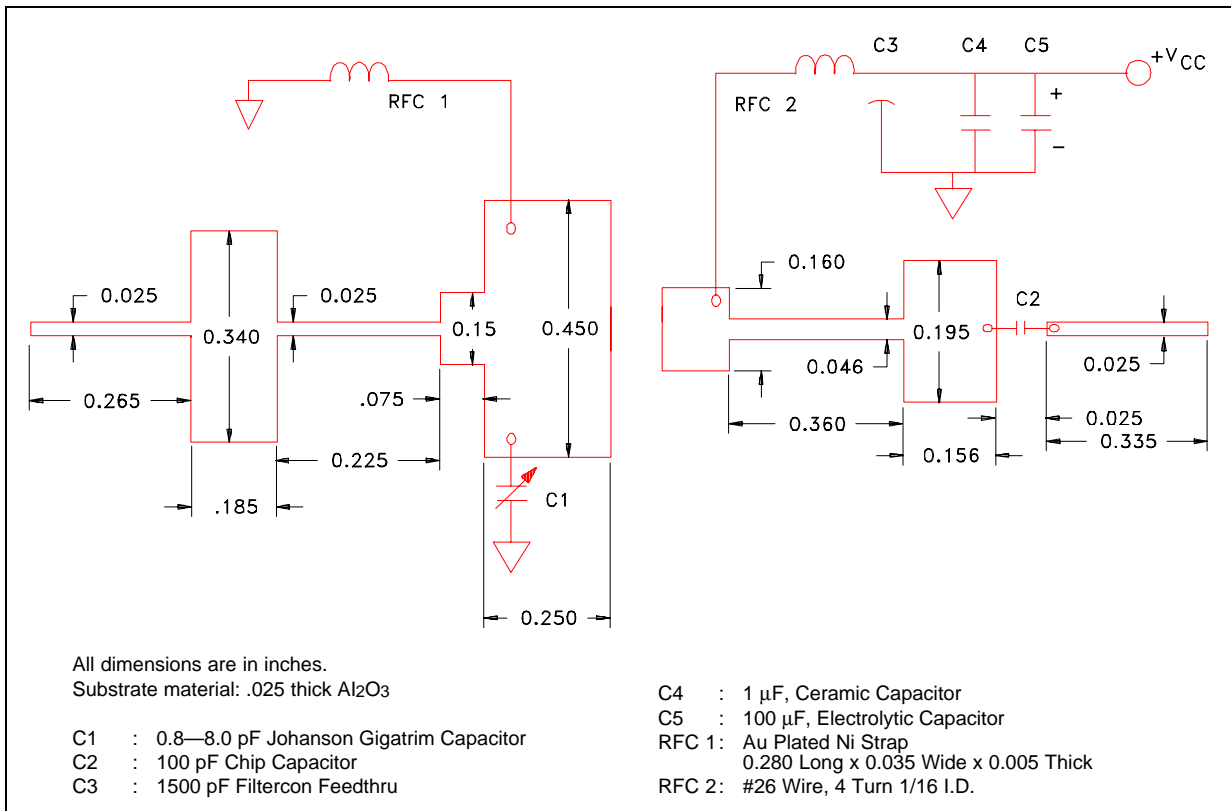 RFC 1
C3
C4
C5
+VCC
RFC 2
+
−
0.025
0.025
0.340
0.15
0.450
0.265
.075
0.225
.185
C1
0.250
0.160
C2
0.195
0.046
0.025
0.360
0.025
0.335
0.156
All dimensions are in inches.
Substrate material: .025 thick Al2O3
C1 : 0.8—8.0 pF Johanson Gigatrim Capacitor
C2 : 100 pF Chip Capacitor
C3 : 1500 pF Filtercon Feedthru
C4 : 1 μF, Ceramic Capacitor
C5 : 100 μF, Electrolytic Capacitor
RFC 1: Au Plated Ni Strap
0.280 Long x 0.035 Wide x 0.005 Thick
RFC 2: #26 Wire, 4 Turn 1/16 I.D.